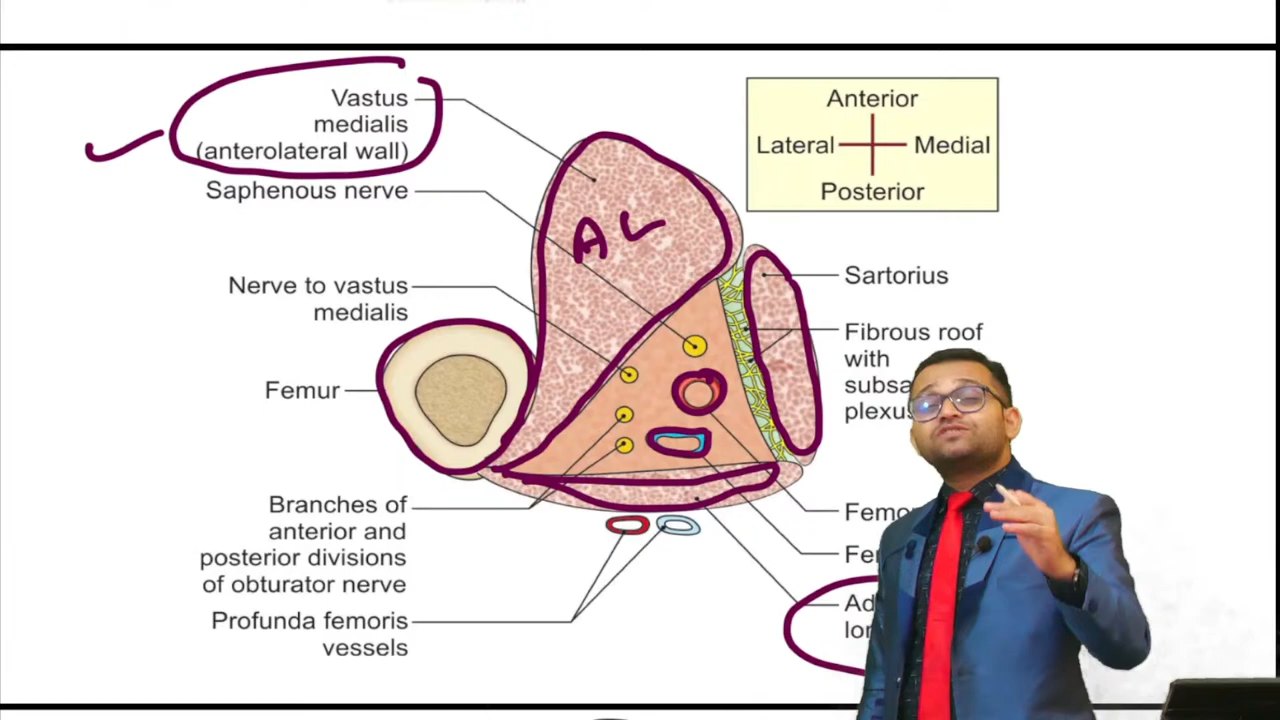 Vastus
medialis
(anterolateral wall)
Saphenous nerve
Nerve to vastus
medialis
Femur
Branches of
anterior and
posterior divisions
of obturator nerve
Profunda femoris
vessels
AL
Anterior
Lateral
Medial
Posterior
Sartorius
Fibrous roof
with